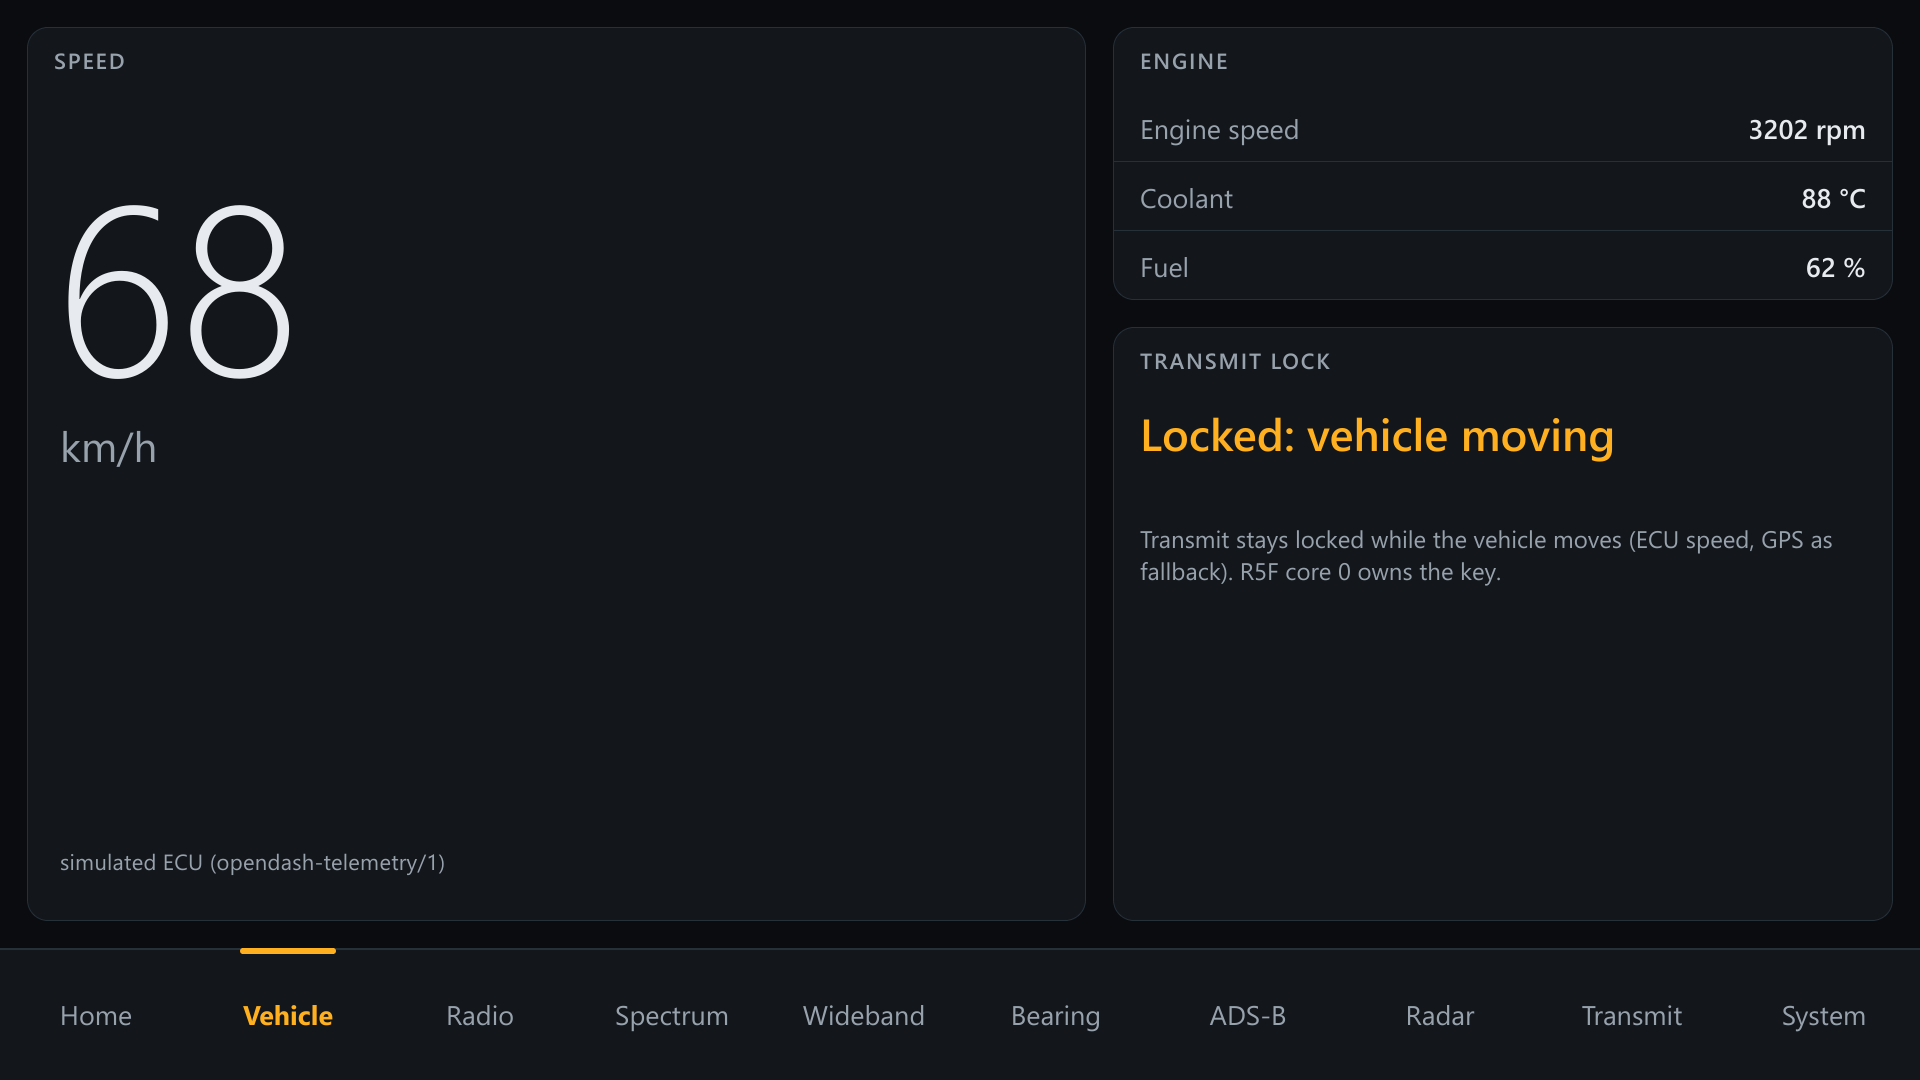 SPEED
68
km/h
simulated ECU (opendash-telemetry/1)
ENGINE
Engine speed 3202 rpm
Coolant 88 °C
Fuel 62 %
TRANSMIT LOCK
Locked: vehicle moving
Transmit stays locked while the vehicle moves (ECU speed, GPS as
fallback). R5F core 0 owns the key.
Home Vehicle Radio Spectrum Wideband Bearing ADS-B Radar Transmit System